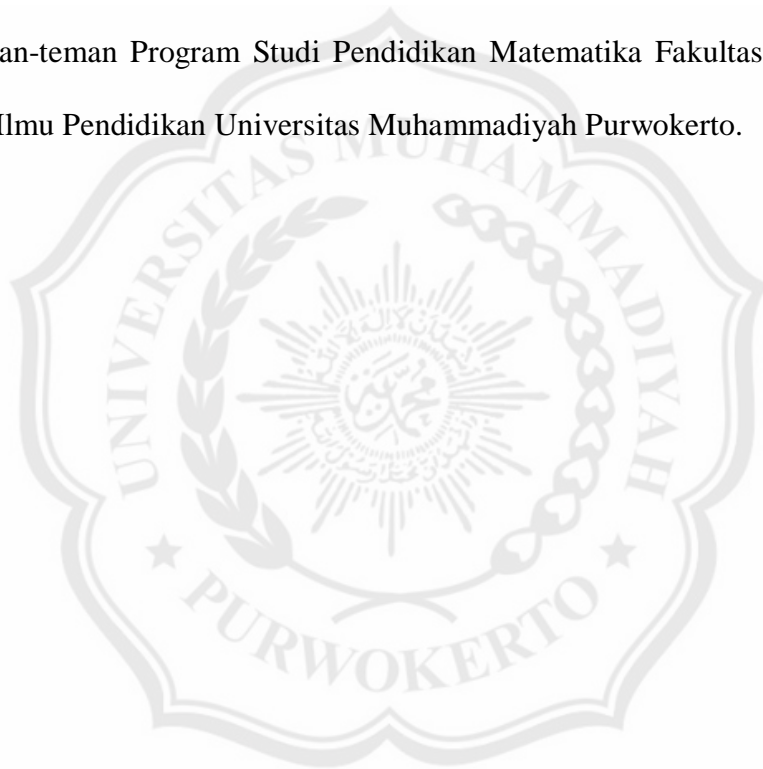 an-teman Program Studi Pendidikan Matematika Fakultas
Ilmu Pendidikan Universitas Muhammadiyah Purwokerto.
UNIVERSITAS MUHAMMADIYAH
PURWOKERTO